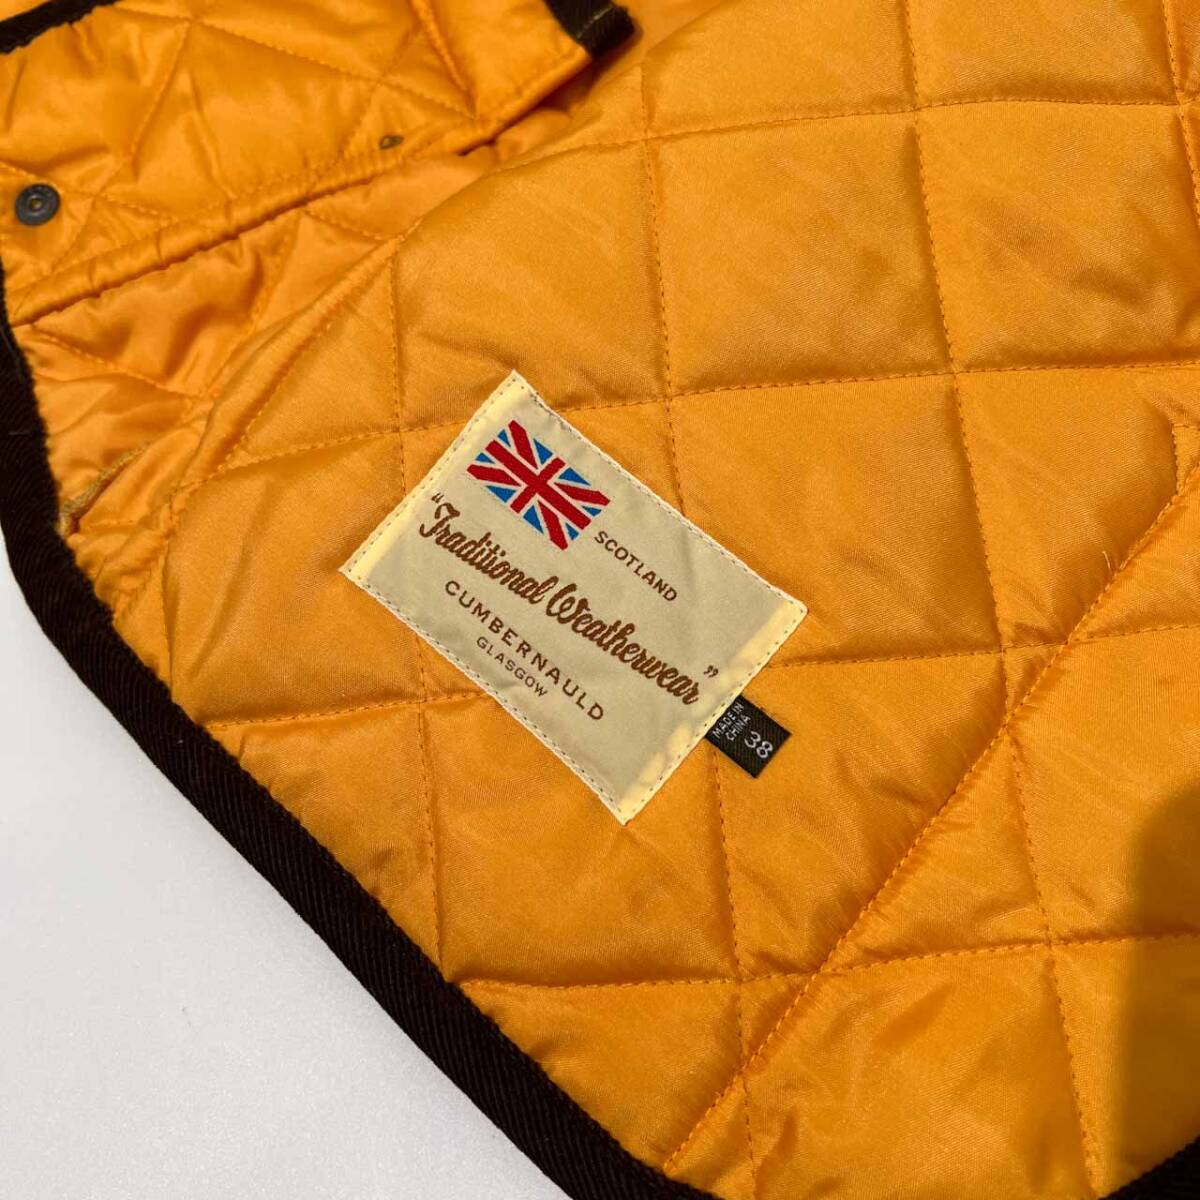 SCOTLAND
"Traditional Weatherwear"
CUMBERNAULD
GLASGOW
MADE IN
CHINA
38